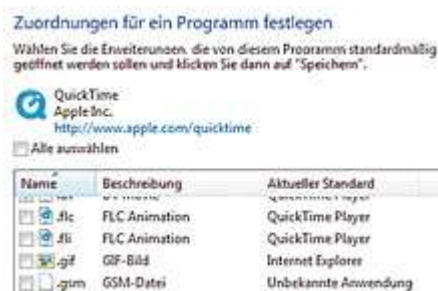 Zuordnungen für ein Programm festlegen
Wählen Sie die Erweiterungen, die von diesem Programm standardmäßig
geöffnet werden sollen und klicken Sie dann auf "Speichern".
QuickTime
Apple Inc.
http://www.apple.com/quicktime
Alle auswählen
Name Beschreibung Aktueller Standard
.flc FLC Animation QuickTime Player
.fli FLC Animation QuickTime Player
.gif GIF-Bild Internet Explorer
.gsm GSM-Datei Unbekannte Anwendung